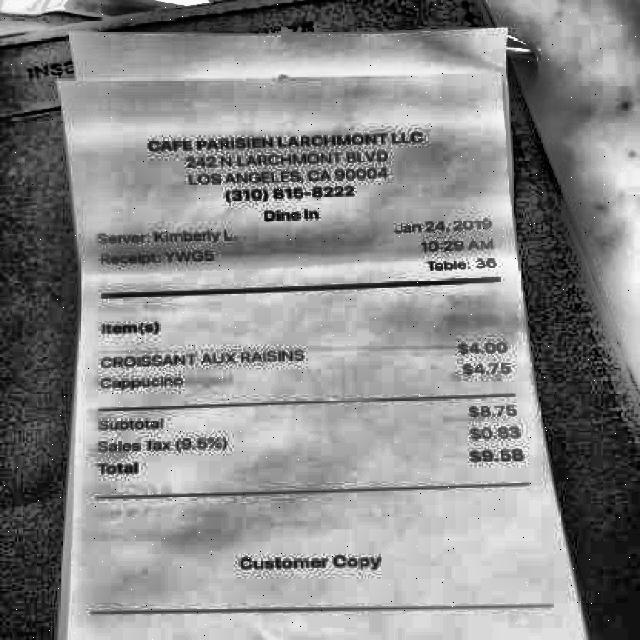 INSE
CAFE PARISIEN LARCHMONT LLC
242 N LARCHMONT BLVD
LOS ANGELES, CA 90004
(310) 815-8222
Dine In
Server: Kimberly L. Jan 24, 2019
Receipt: YWG5 10:29 AM
Table: 36
Item(s)
CROISSANT AUX RAISINS $4.00
Cappucino $4.75
Subtotal $8.75
Sales Tax (9.5%) $0.83
Total $9.58
Customer Copy